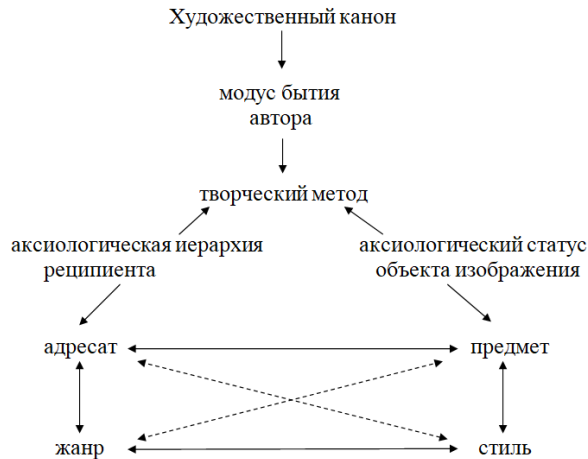 Художественный канон
модус бытия
автора
творческий метод
аксиологическая иерархия
реципиента
аксиологический статус
объекта изображения
адресат
предмет
жанр
стиль